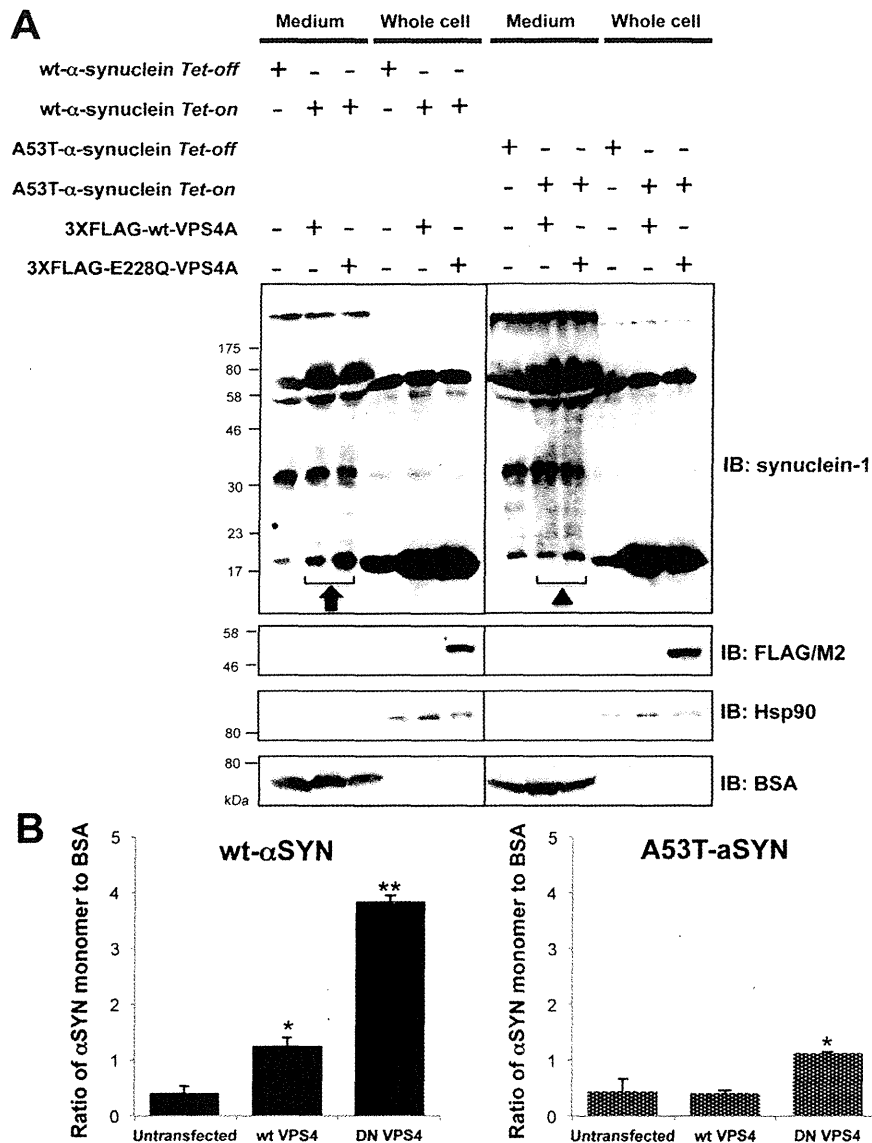 A
Medium Whole cell Medium Whole cell
wt-α-synuclein Tet-off + - - + - -
wt-α-synuclein Tet-on - + + - + +
A53T-α-synuclein Tet-off + - - + - -
A53T-α-synuclein Tet-on - + + - + +
3XFLAG-wt-VPS4A - + - - + - - + - - + -
3XFLAG-E228Q-VPS4A - - + - - + - - + - - +
175
80
58
46
30
23
17
IB: synuclein-1
58
46
IB: FLAG/M2
80
IB: Hsp90
80
kDa
IB: BSA
B
wt-αSYN
Ratio of αSYN monomer to BSA
5
4
3
2
1
0
*
**
Untransfected wt VPS4 DN VPS4
A53T-aSYN
Ratio of αSYN monomer to BSA
5
4
3
2
1
0
*
Untransfected wt VPS4 DN VPS4